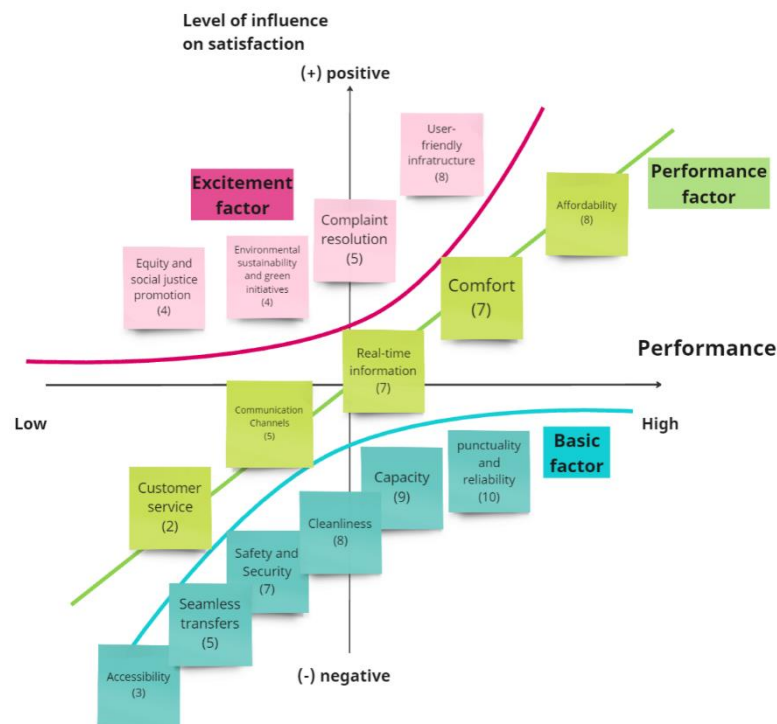 Level of influence
on satisfaction
(+) positive
User-
friendly
infratructure
(8)
Excitement
factor
Performance
factor
Affordability
(8)
Complaint
resolution
(5)
Equity and
social justice
promotion
(4)
Environmental
sustainability
and green
initiatives
(4)
Comfort
(7)
Real-time
information
(7)
Performance
Low
High
Communication
Channels
(5)
Basic
factor
punctuality
and
reliability
(10)
Capacity
(9)
Customer
service
(2)
Cleanliness
(8)
Safety and
Security
(7)
Seamless
transfers
(5)
Accessibility
(3)
(-) negative